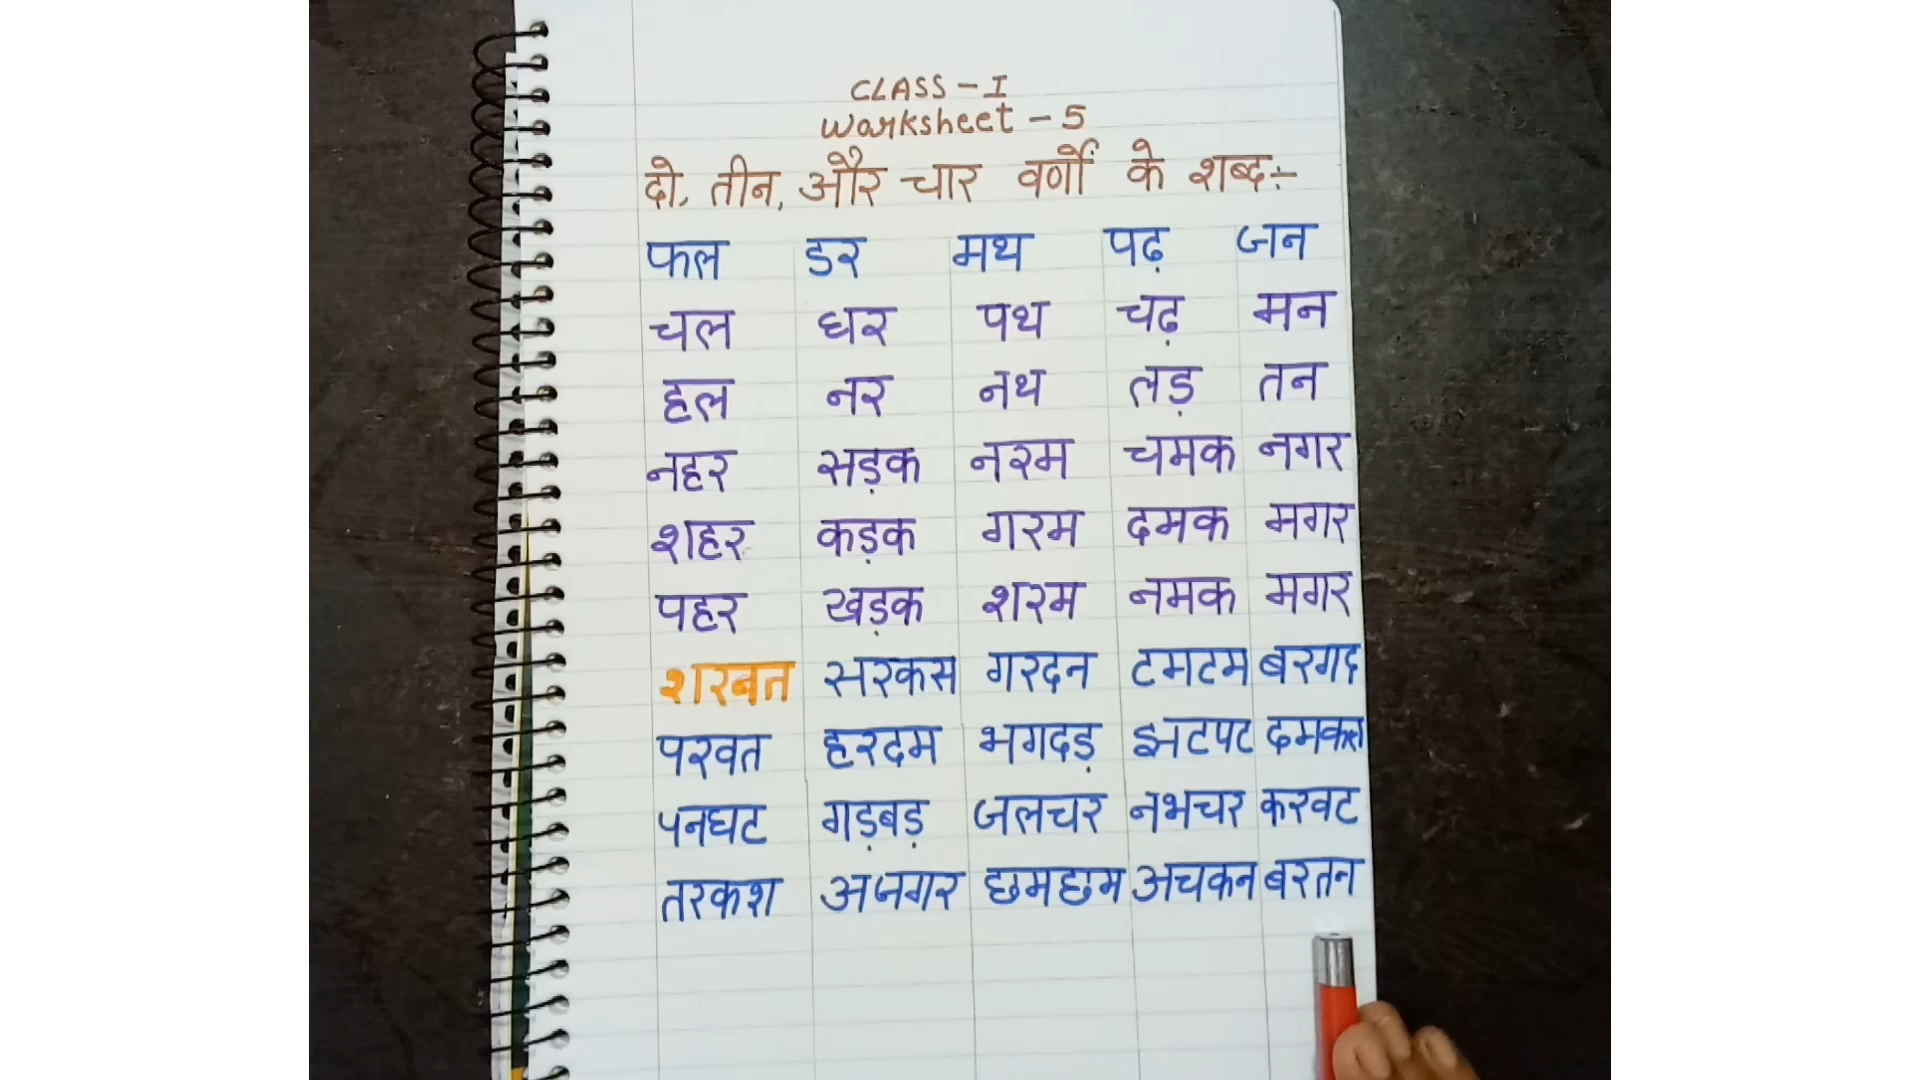 CLASS - I
Worksheet - 5
दो, तीन, और चार वर्णों के शब्द:-
फल डर मथ पढ़ जन
चल घर पथ चढ़ मन
हल नर नथ लड़ तन
नहर सड़क नरम चमक नगर
शहर कड़क गरम दमक मगर
पहर खड़क शरम नमक मगर
शरबत सरकस गरदन टमटम बरगद
परवत हरदम भगदड़ झटपट दमकल
पनघट गड़बड़ जलचर नभचर करवट
तरकश अजगर छमछम अचकन बरतन